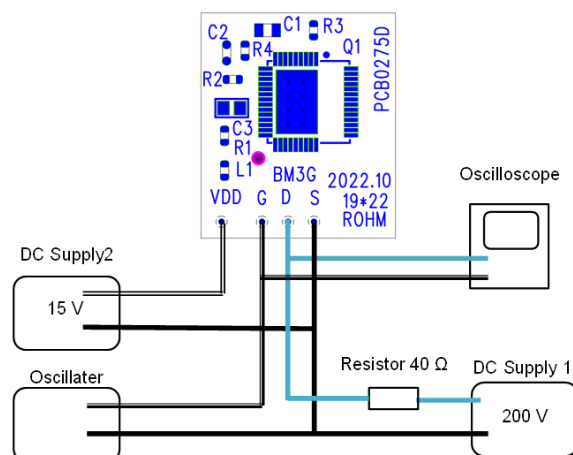 C1
R3
C2
R4
Q1
R2
PCB0275D
C3
R1
L1
BM3G
2022.10
VDD G D S
19*22
ROHM
Oscilloscope
DC Supply2
15 V
Oscillater
Resistor 40 Ω
DC Supply 1
200 V